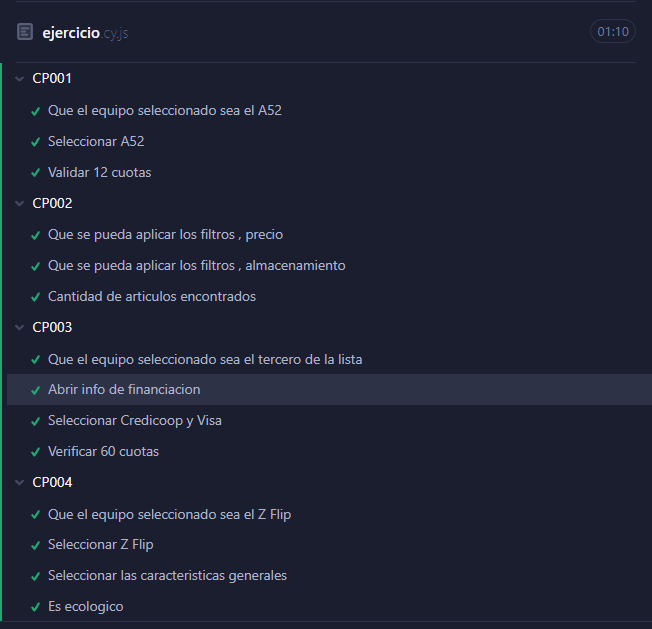 ejercicio.cy.js
01:10
CP001
Que el equipo seleccionado sea el A52
Seleccionar A52
Validar 12 cuotas
CP002
Que se pueda aplicar los filtros , precio
Que se pueda aplicar los filtros , almacenamiento
Cantidad de articulos encontrados
CP003
Que el equipo seleccionado sea el tercero de la lista
Abrir info de financiacion
Seleccionar Credicoop y Visa
Verificar 60 cuotas
CP004
Que el equipo seleccionado sea el Z Flip
Seleccionar Z Flip
Seleccionar las caracteristicas generales
Es ecologico